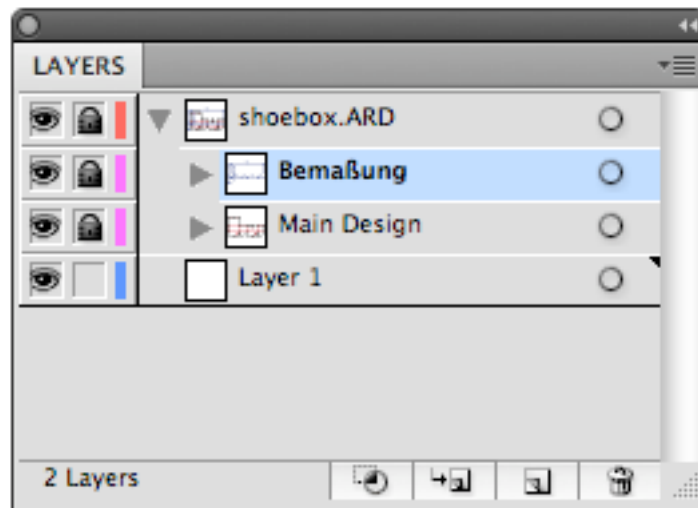 LAYERS
shoebox.ARD
Bemaßung
Main Design
Layer 1
2 Layers